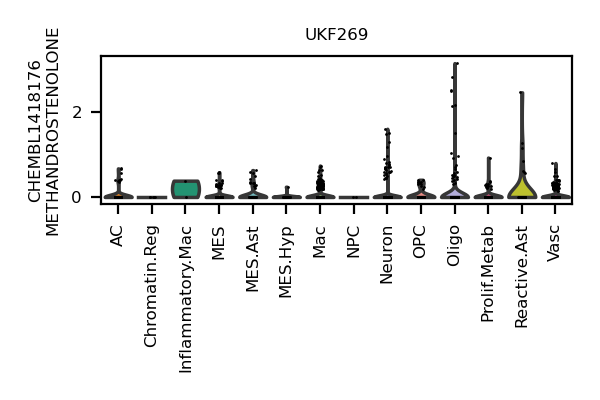 UKF269
CHEMBL1418176
METHANDROSTENOLONE
2
0
AC
Chromatin.Reg
Inflammatory.Mac
MES
MES.Ast
MES.Hyp
Mac
NPC
Neuron
OPC
Oligo
Prolif.Metab
Reactive.Ast
Vasc